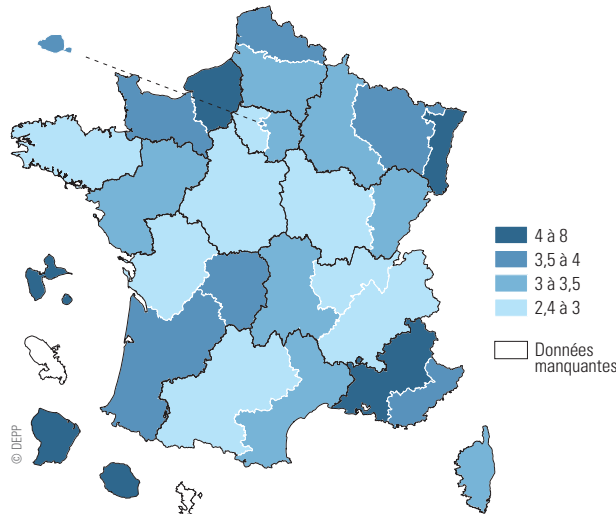 4 à 8
3,5 à 4
3 à 3,5
2,4 à 3
Données
manquantes
© DEPP